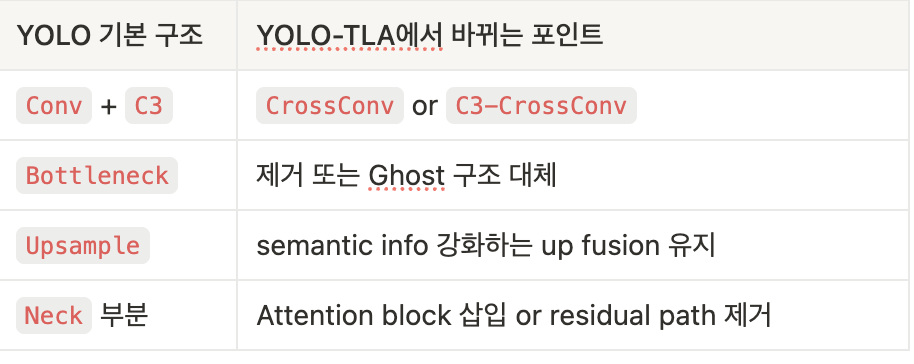 YOLO 기본 구조 YOLO-TLA에서 바뀌는 포인트
Conv + C3 CrossConv or C3-CrossConv
Bottleneck 제거 또는 Ghost 구조 대체
Upsample semantic info 강화하는 up fusion 유지
Neck 부분 Attention block 삽입 or residual path 제거